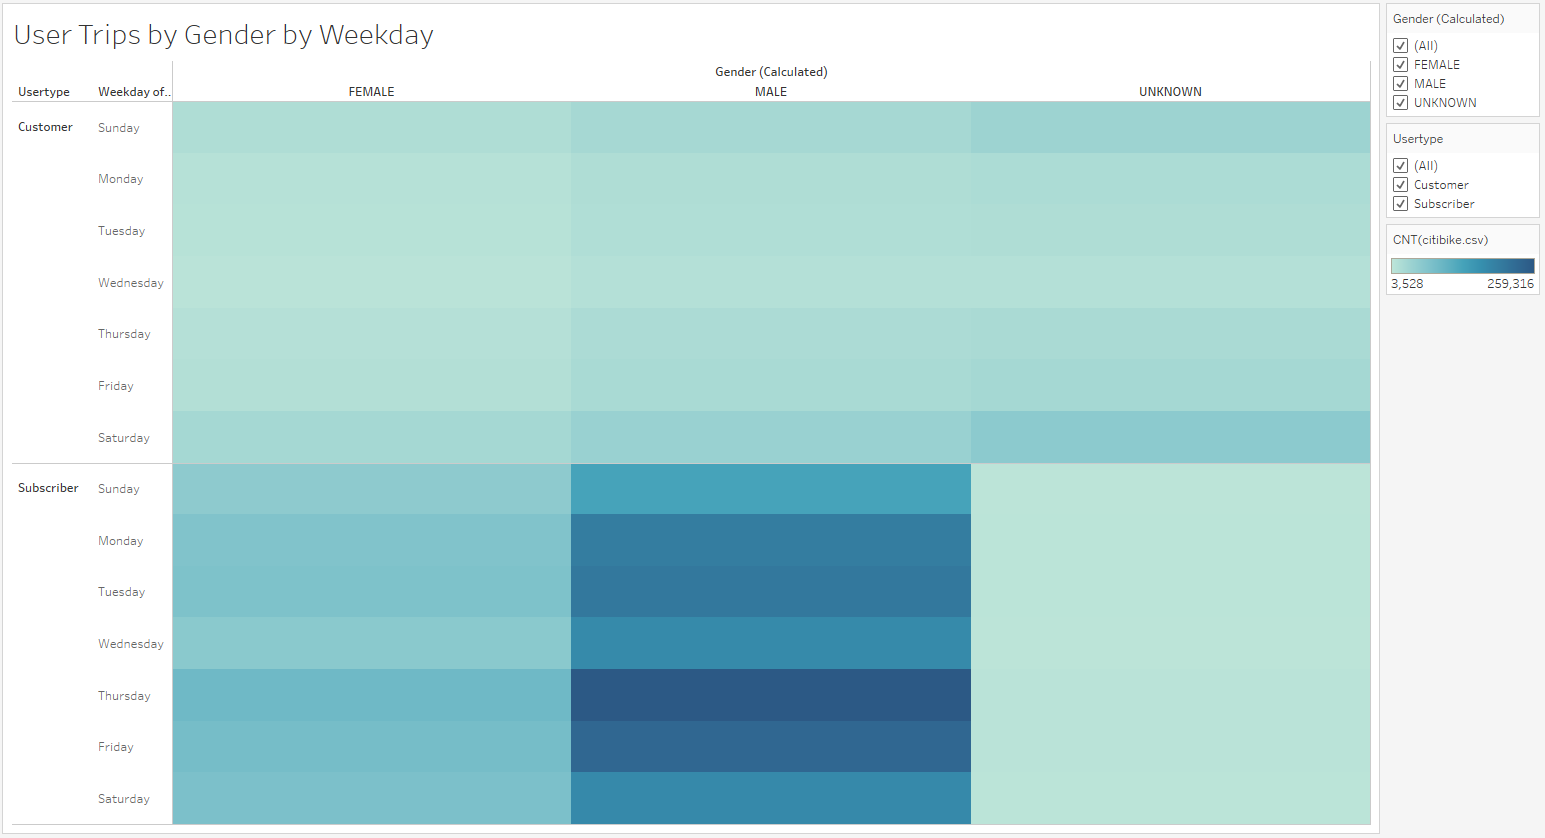 User Trips by Gender by Weekday
Gender (Calculated)
Usertype Weekday of.. FEMALE MALE UNKNOWN
Customer Sunday
Monday
Tuesday
Wednesday
Thursday
Friday
Saturday
Subscriber Sunday
Monday
Tuesday
Wednesday
Thursday
Friday
Saturday
Gender (Calculated)
(All)
FEMALE
MALE
UNKNOWN
Usertype
(All)
Customer
Subscriber
CNT(citibike.csv)
3,528 259,316